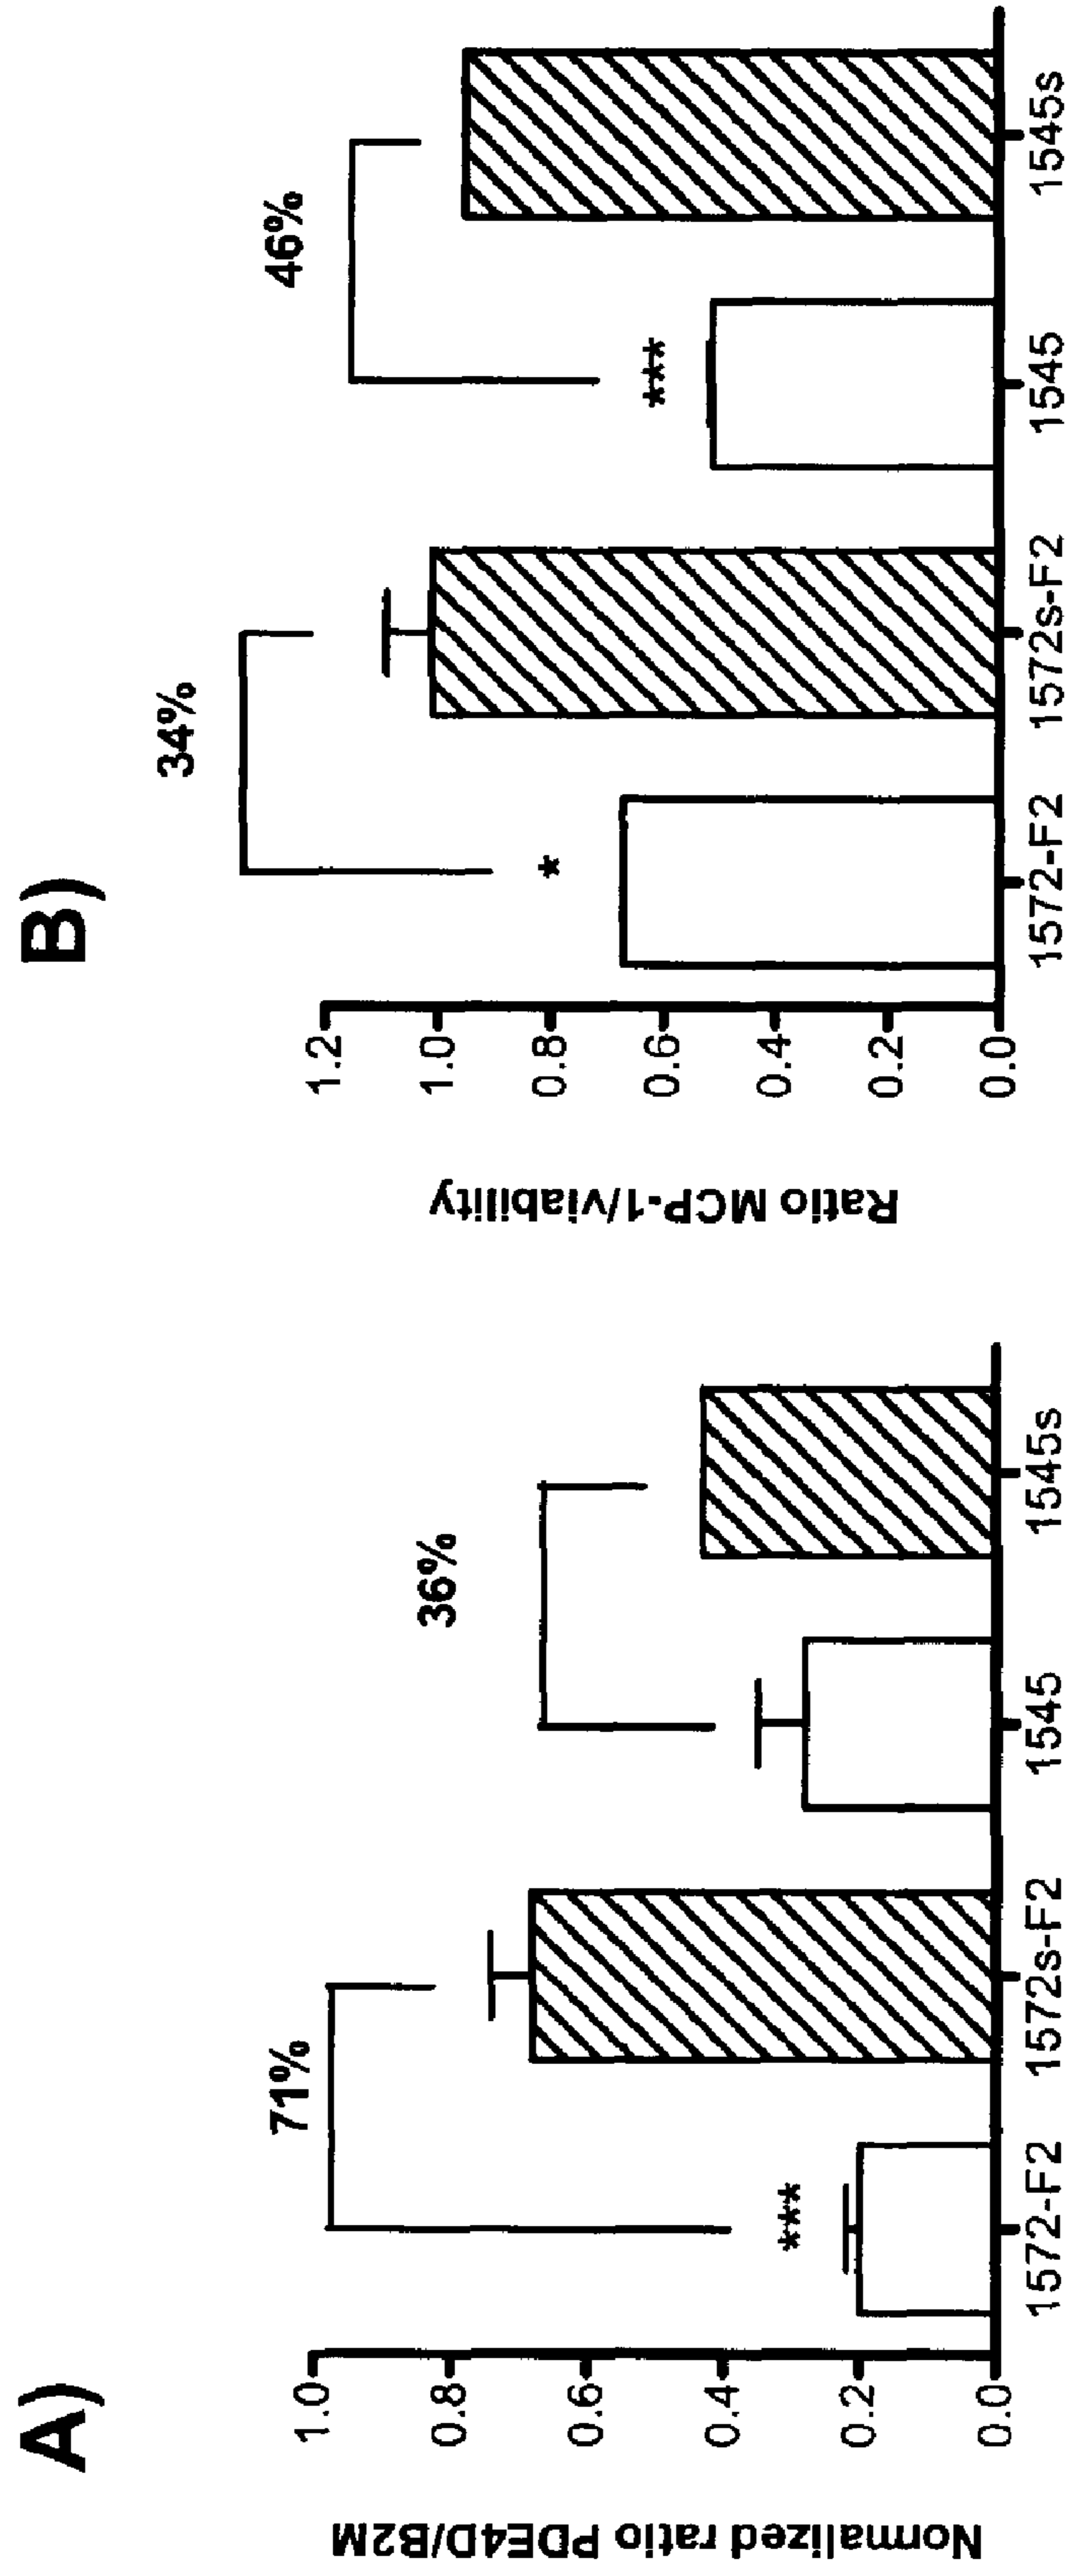 A)
Normalized ratio PDE4D/B2M
1.0
0.8
0.6
0.4
0.2
0.0
71%
36%
***
1572-F2
1572s-F2
1545
1545s
B)
Ratio MCP-1/viability
1.2
1.0
0.8
0.6
0.4
0.2
0.0
34%
46%
*
***
1572-F2
1572s-F2
1545
1545s